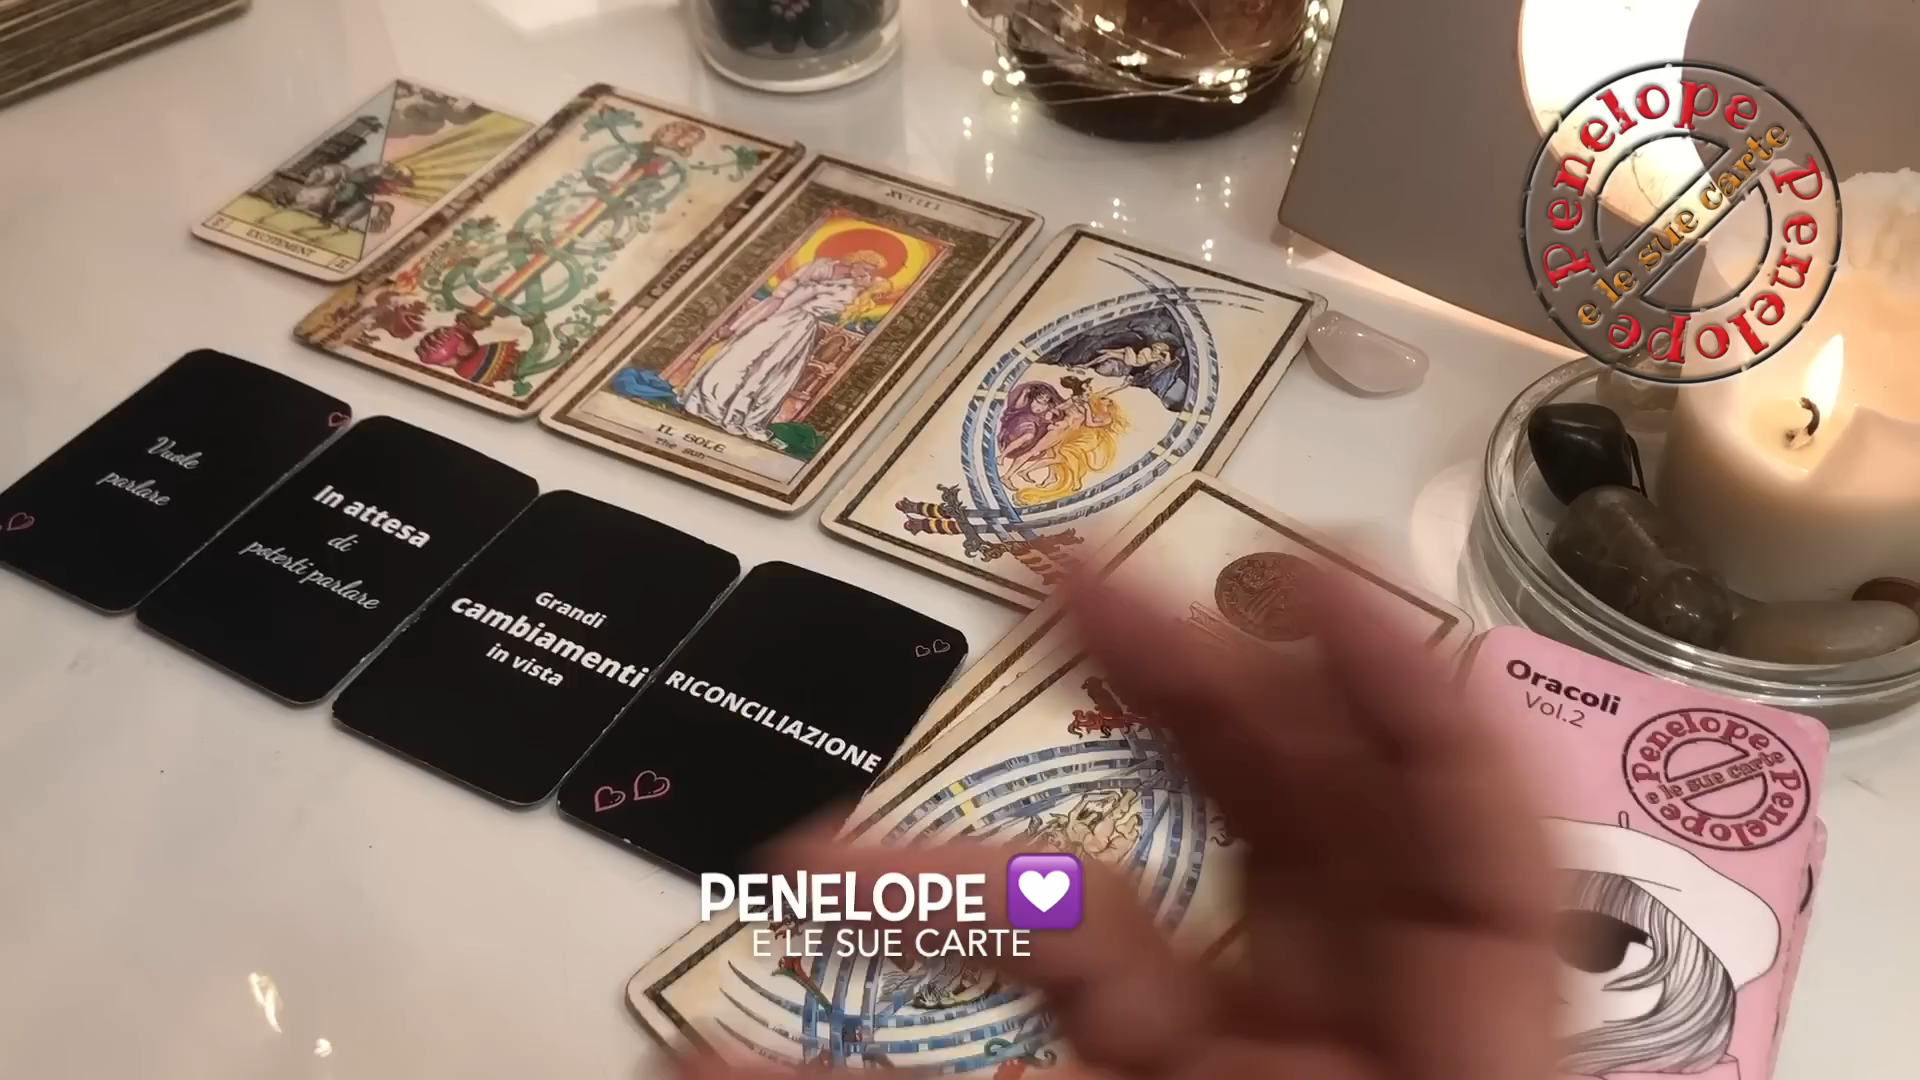 EXCITEMENT
XVIIII
IL SOLE
The sun
Vuole
parlare
In attesa
di
poterti parlare
Grandi
cambiamenti
in vista
RICONCILIAZIONE
Oracoli
Vol.2
Penelope
e le sue carte
Penelope
Penelope
e le sue carte
Penelope
PENELOPE 💜
E LE SUE CARTE